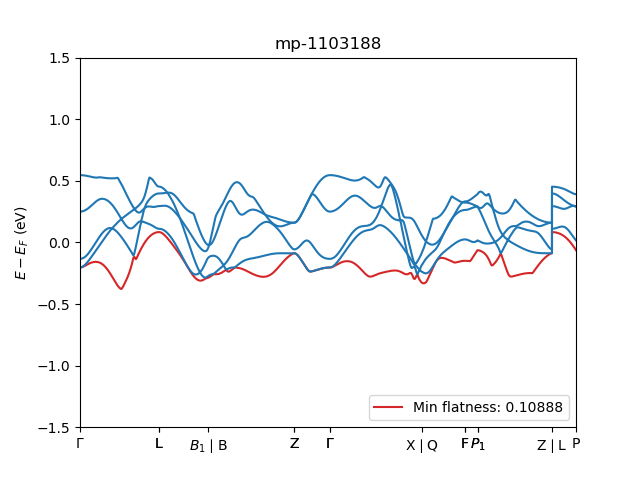 mp-1103188
E − E_F (eV)
1.5
1.0
0.5
0.0
−0.5
−1.0
−1.5
Min flatness: 0.10888
Γ L B₁ | B Z Γ X | Q F P₁ Z | L P